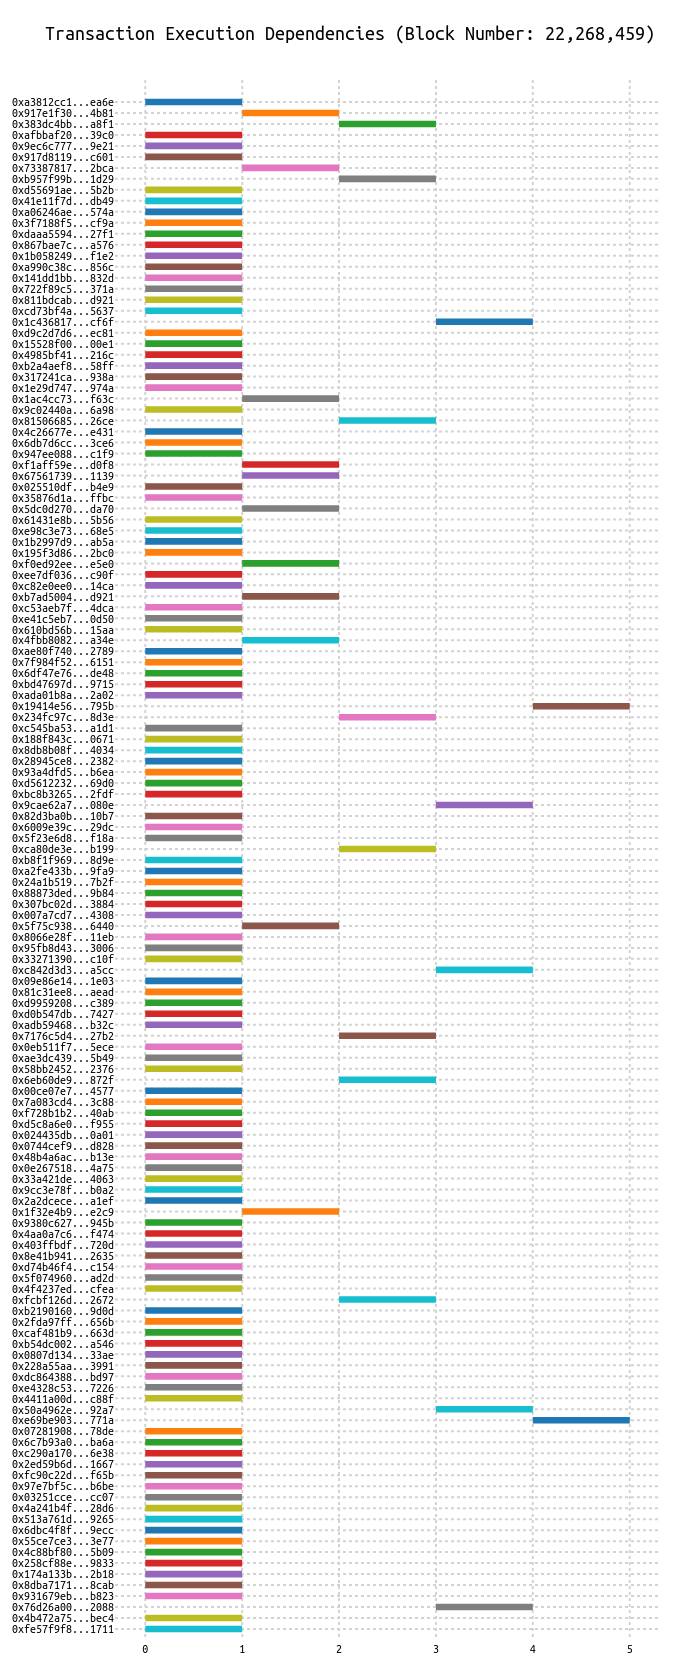 Transaction Execution Dependencies (Block Number: 22,268,459)
0xa3812cc1...ea6e
0x917e1f30...4b81
0x383dc4bb...a8f1
0xafbbaf20...39c0
0x9ec6c777...9e21
0x917d8119...c601
0x73387817...2bca
0xb957f99b...1d29
0xd55691ae...5b2b
0x41e11f7d...db49
0xa06246ae...574a
0x3f7188f5...cf9a
0xdaaa5594...27f1
0x867bae7c...a576
0x1b058249...f1e2
0xa990c38c...856c
0x141dd1bb...832d
0x722f89c5...371a
0x811bdcab...d921
0xcd73bf4a...5637
0x1c436817...cf6f
0xd9c2d7d6...ec81
0x15528f00...00e1
0x4985bf41...216c
0xb2a4aef8...58ff
0x317241ca...938a
0x1e29d747...974a
0x1ac4cc73...f63c
0x9c02440a...6a98
0x81506685...26ce
0x4c26677e...e431
0x6db7d6cc...3ce6
0x947ee088...c1f9
0xf1aff59e...d0f8
0x67561739...1139
0x025510df...b4e9
0x35876d1a...ffbc
0x5dc0d270...da70
0x61431e8b...5b56
0xe98c3e73...68e5
0x1b2997d9...ab5a
0x195f3d86...2bc0
0xf0ed92ee...e5e0
0xee7df036...c90f
0xc82e0ee0...14ca
0xb7ad5004...d921
0xc53aeb7f...4dca
0xe41c5eb7...0d50
0x610bd56b...15aa
0x4fbb8082...a34e
0xae80f740...2789
0x7f984f52...6151
0x6df47e76...de48
0xbd47697d...9715
0xada01b8a...2a02
0x19414e56...795b
0x234fc97c...8d3e
0xc545ba53...a1d1
0x188f843c...0671
0x8db8b08f...4034
0x28945ce8...2382
0x93a4dfd5...b6ea
0xd5612232...69d0
0xbc8b3265...2fdf
0x9cae62a7...080e
0x82d3ba0b...10b7
0x6009e39c...29dc
0x5f23e6d8...f18a
0xca80de3e...b199
0xb8f1f969...8d9e
0xa2fe433b...9fa9
0x24a1b519...7b2f
0x88873ded...9b84
0x307bc02d...3884
0x007a7cd7...4308
0x5f75c938...6440
0x8066e28f...11eb
0x95fb8d43...3006
0x33271390...c10f
0xc842d3d3...a5cc
0x09e86e14...1e03
0x81c31ee8...aead
0xd9959208...c389
0xd0b547db...7427
0xadb59468...b32c
0x7176c5d4...27b2
0x0eb511f7...5ece
0xae3dc439...5b49
0x58bb2452...2376
0x6eb60de9...872f
0x00ce07e7...4577
0x7a083cd4...3c88
0xf728b1b2...40ab
0xd5c8a6e0...f955
0x024435db...0a01
0x0744cef9...d828
0x48b4a6ac...b13e
0x0e267518...4a75
0x33a421de...4063
0x9cc3e78f...b0a2
0x2a2dcece...a1ef
0x1f32e4b9...e2c9
0x9380c627...945b
0x4aa0a7c6...f474
0x403ffbdf...720d
0x8e41b941...2635
0xd74b46f4...c154
0x5f074960...ad2d
0x4f4237ed...cfea
0xfcbf126d...2672
0xb2190160...9d0d
0x2fda97ff...656b
0xcaf481b9...663d
0xb54dc002...a546
0x0807d134...33ae
0x228a55aa...3991
0xdc864388...bd97
0xe4328c53...7226
0x4411a00d...c88f
0x50a4962e...92a7
0xe69be903...771a
0x07281908...78de
0x6c7b93a0...ba6a
0xc290a170...6e38
0x2ed59b6d...1667
0xfc90c22d...f65b
0x97e7bf5c...b6be
0x03251cce...cc07
0x4a241b4f...28d6
0x513a761d...9265
0x6dbc4f8f...9ecc
0x55ce7ce3...3e77
0x4c88bf80...5b09
0x258cf88e...9833
0x174a133b...2b18
0x8dba7171...8cab
0x931679eb...b823
0x76d26a00...2088
0x4b472a75...bec4
0xfe57f9f8...1711
0 1 2 3 4 5